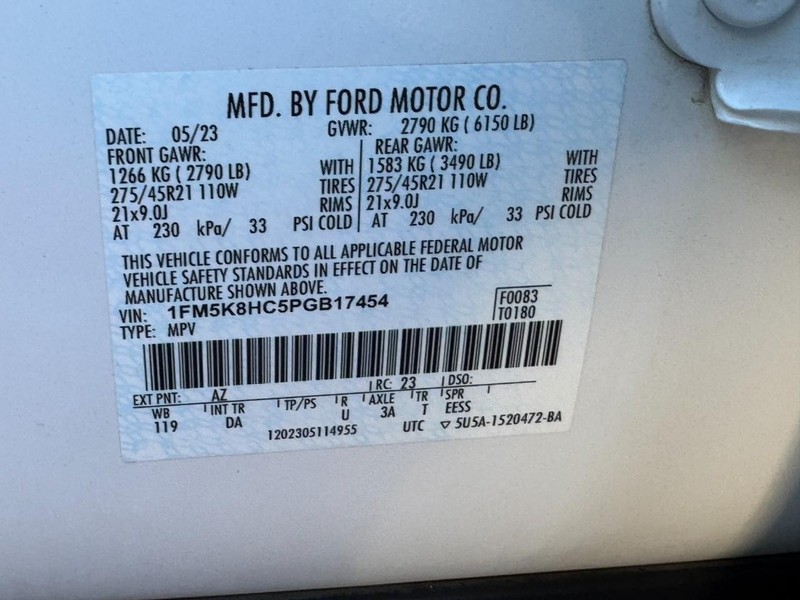 MFD. BY FORD MOTOR CO.
DATE: 05/23 GVWR: 2790 KG ( 6150 LB)
FRONT GAWR: REAR GAWR:
1266 KG ( 2790 LB) WITH 1583 KG ( 3490 LB) WITH
275/45R21 110W TIRES 275/45R21 110W TIRES
21x9.0J RIMS 21x9.0J RIMS
AT 230 kPa/ 33 PSI COLD AT 230 kPa/ 33 PSI COLD
THIS VEHICLE CONFORMS TO ALL APPLICABLE FEDERAL MOTOR
VEHICLE SAFETY STANDARDS IN EFFECT ON THE DATE OF
MANUFACTURE SHOWN ABOVE.
VIN: 1FM5K8HC5PGB17454 F0083
TYPE: MPV T0180
EXT PNT: AZ RC: 23 DSO:
WB INT TR TP/PS R AXLE TR SPR
119 DA U 3A T EESS
1202305114955 UTC ▽ 5U5A-1520472-BA